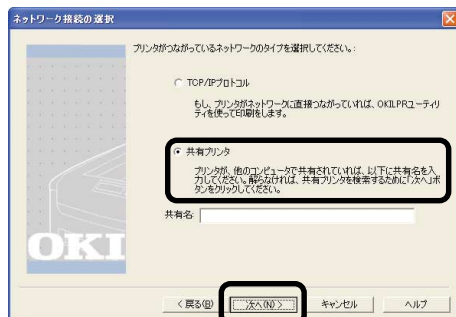 ネットワーク接続の選択
プリンタがつながっているネットワークのタイプを選択してください。:
TCP/IPプロトコル
もし、プリンタがネットワークに直接つながっていれば、OKILPRユーティリ
ティを使って印刷をします。
共有プリンタ
プリンタが、他のコンピュータで共有されていれば、以下に共有名を入
力してください。解らなければ、共有プリンタを検索するために「次へ」ボ
タンをクリックしてください。
共有名:
OKI
< 戻る(B)
次へ(N) >
キャンセル
ヘルプ